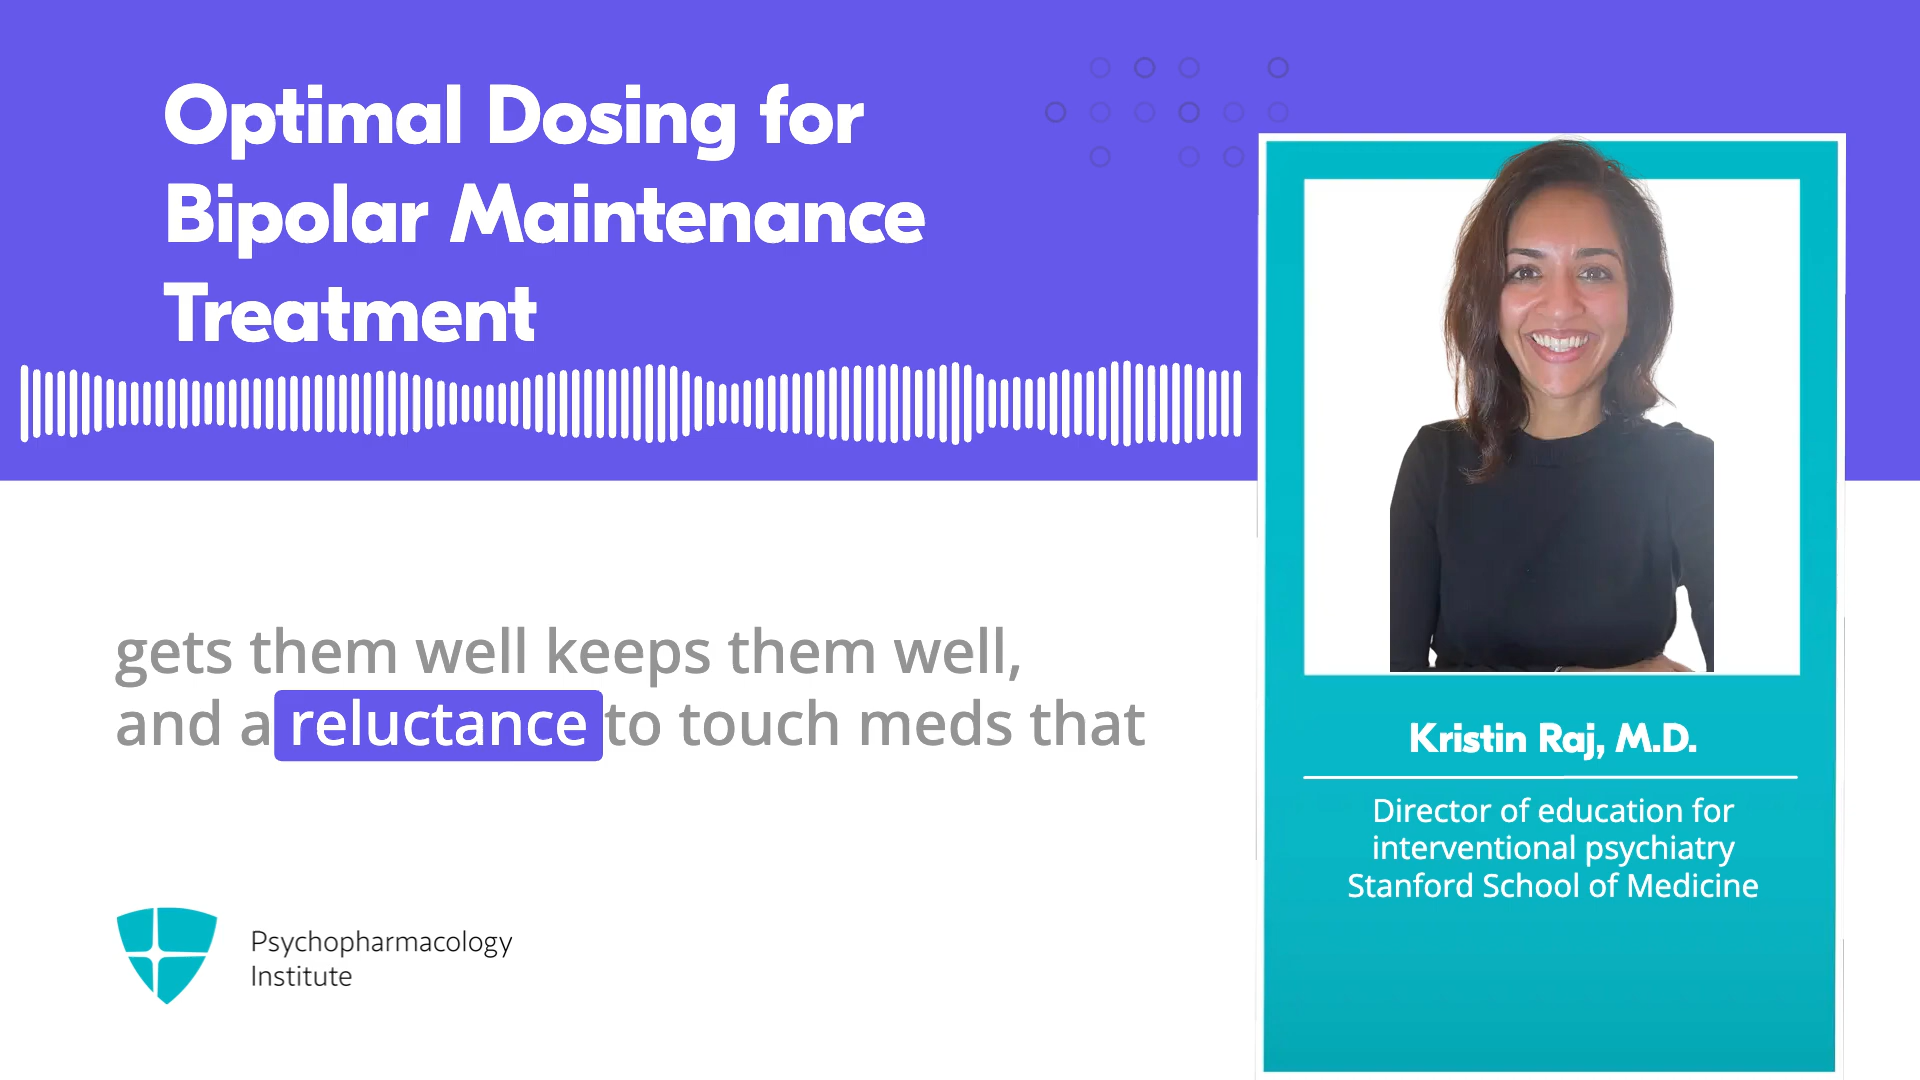 Optimal Dosing for
Bipolar Maintenance
Treatment
gets them well keeps them well,
and a reluctance to touch meds that
Psychopharmacology
Institute
Kristin Raj, M.D.
Director of education for
interventional psychiatry
Stanford School of Medicine